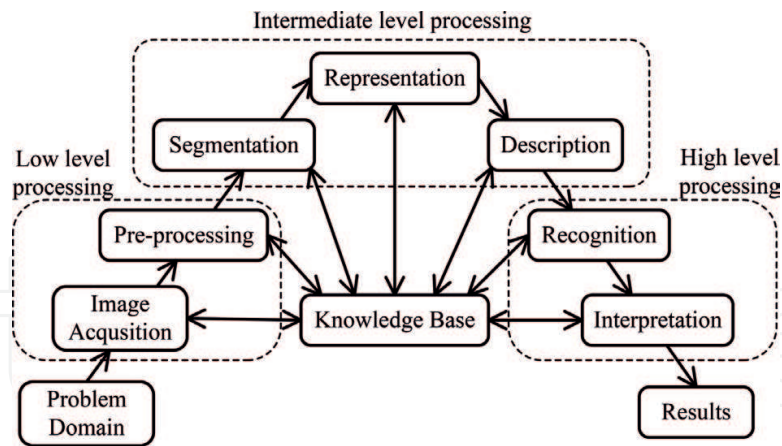 Intermediate level processing
Representation
Segmentation
Description
Low level
processing
High level
processing
Pre-processing
Recognition
Image
Acqusition
Knowledge Base
Interpretation
Problem
Domain
Results